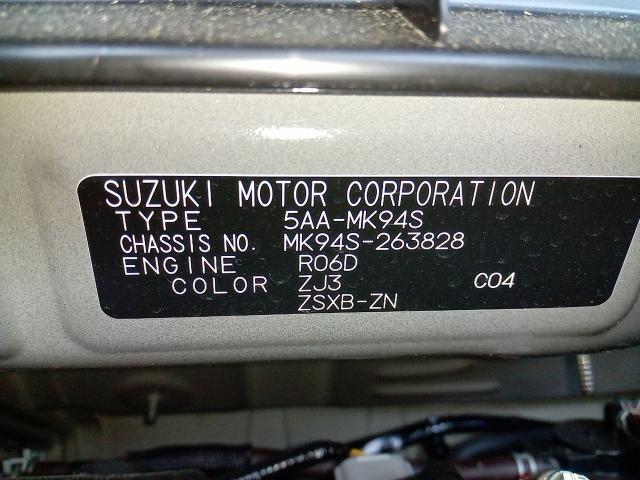 SUZUKI MOTOR CORPORATION
TYPE 5AA-MK94S
CHASSIS NO. MK94S-263828
ENGINE R06D
COLOR ZJ3 C04
ZSXB-ZN